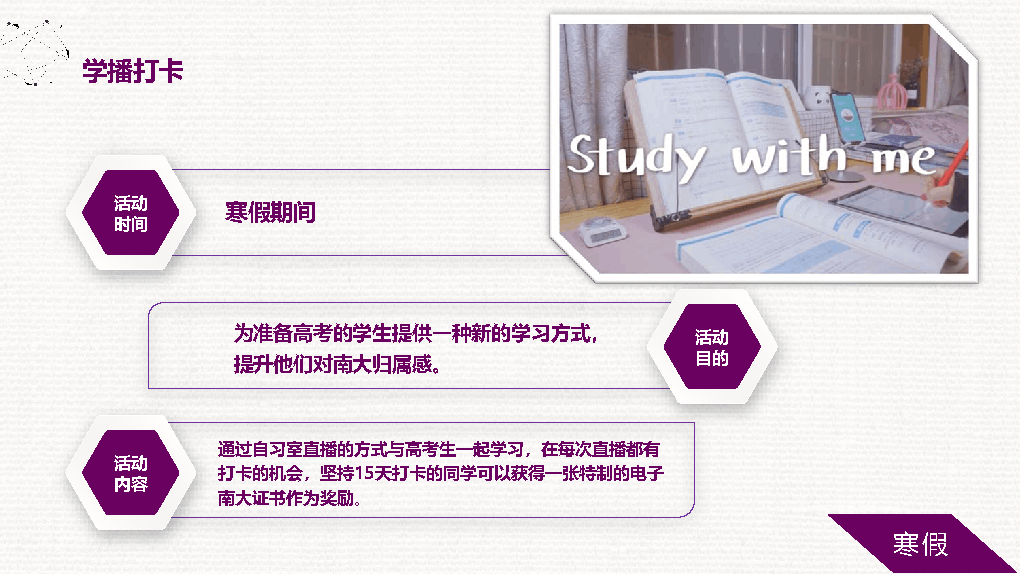 学播打卡
Study with me
活动
时间
寒假期间
为准备高考的学生提供一种新的学习方式，
提升他们对南大归属感。
活动
目的
活动
内容
通过自习室直播的方式与高考生一起学习，在每次直播都有
打卡的机会，坚持15天打卡的同学可以获得一张特制的电子
南大证书作为奖励。
寒假